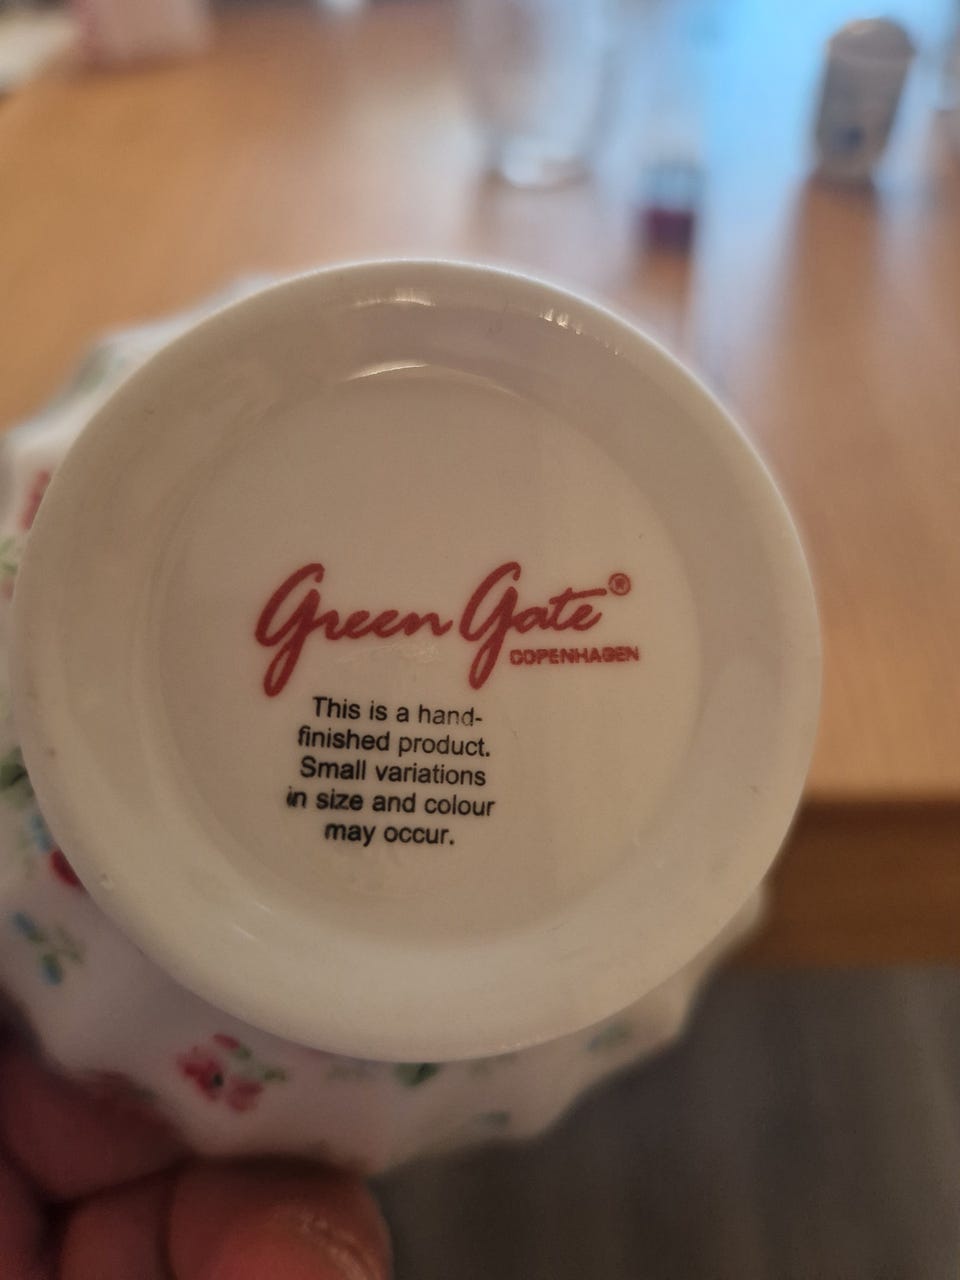 Green Gate®
COPENHAGEN
This is a hand-
finished product.
Small variations
in size and colour
may occur.